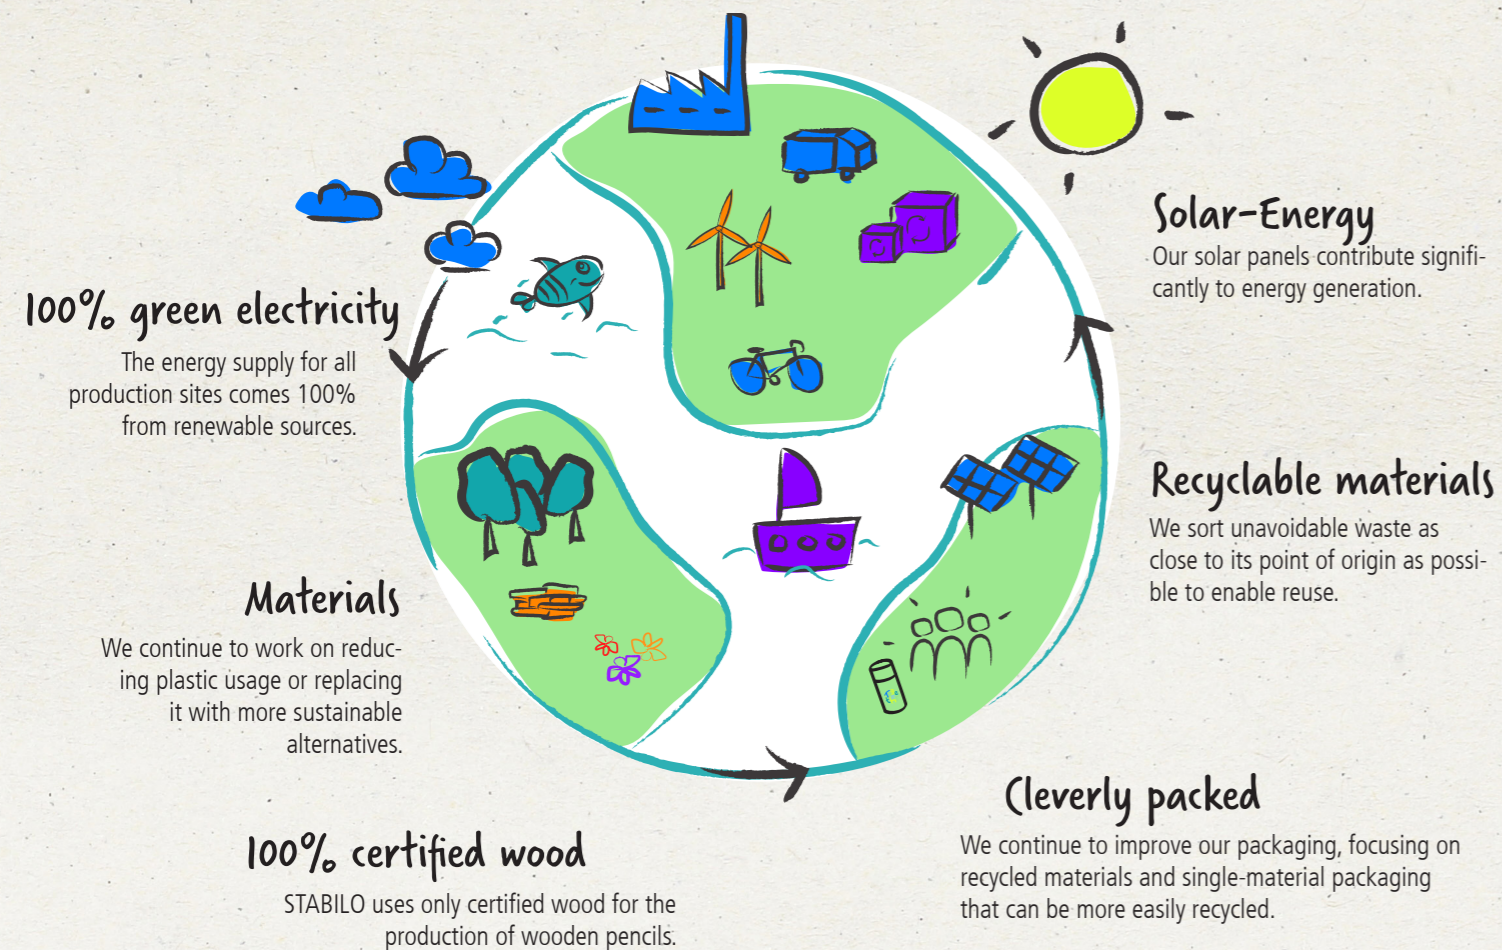 Solar-Energy
Our solar panels contribute signifi-
cantly to energy generation.
100% green electricity
The energy supply for all
production sites comes 100%
from renewable sources.
Recyclable materials
We sort unavoidable waste as
close to its point of origin as possi-
ble to enable reuse.
Materials
We continue to work on reduc-
ing plastic usage or replacing
it with more sustainable
alternatives.
Cleverly packed
We continue to improve our packaging, focusing on
recycled materials and single-material packaging
that can be more easily recycled.
100% certified wood
STABILO uses only certified wood for the
production of wooden pencils.